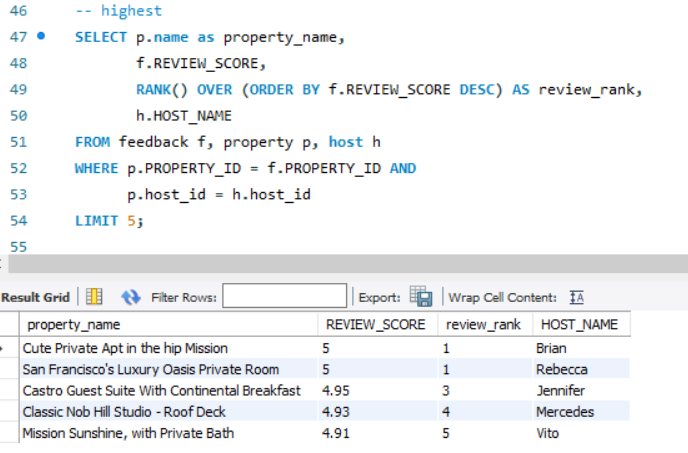 46 -- highest
47 SELECT p.name as property_name,
48 f.REVIEW_SCORE,
49 RANK() OVER (ORDER BY f.REVIEW_SCORE DESC) AS review_rank,
50 h.HOST_NAME
51 FROM feedback f, property p, host h
52 WHERE p.PROPERTY_ID = f.PROPERTY_ID AND
53 p.host_id = h.host_id
54 LIMIT 5;
55
Result Grid Filter Rows: Export: Wrap Cell Content: IA
property_name REVIEW_SCORE review_rank HOST_NAME
Cute Private Apt in the hip Mission 5 1 Brian
San Francisco's Luxury Oasis Private Room 5 1 Rebecca
Castro Guest Suite With Continental Breakfast 4.95 3 Jennifer
Classic Nob Hill Studio - Roof Deck 4.93 4 Mercedes
Mission Sunshine, with Private Bath 4.91 5 Vito